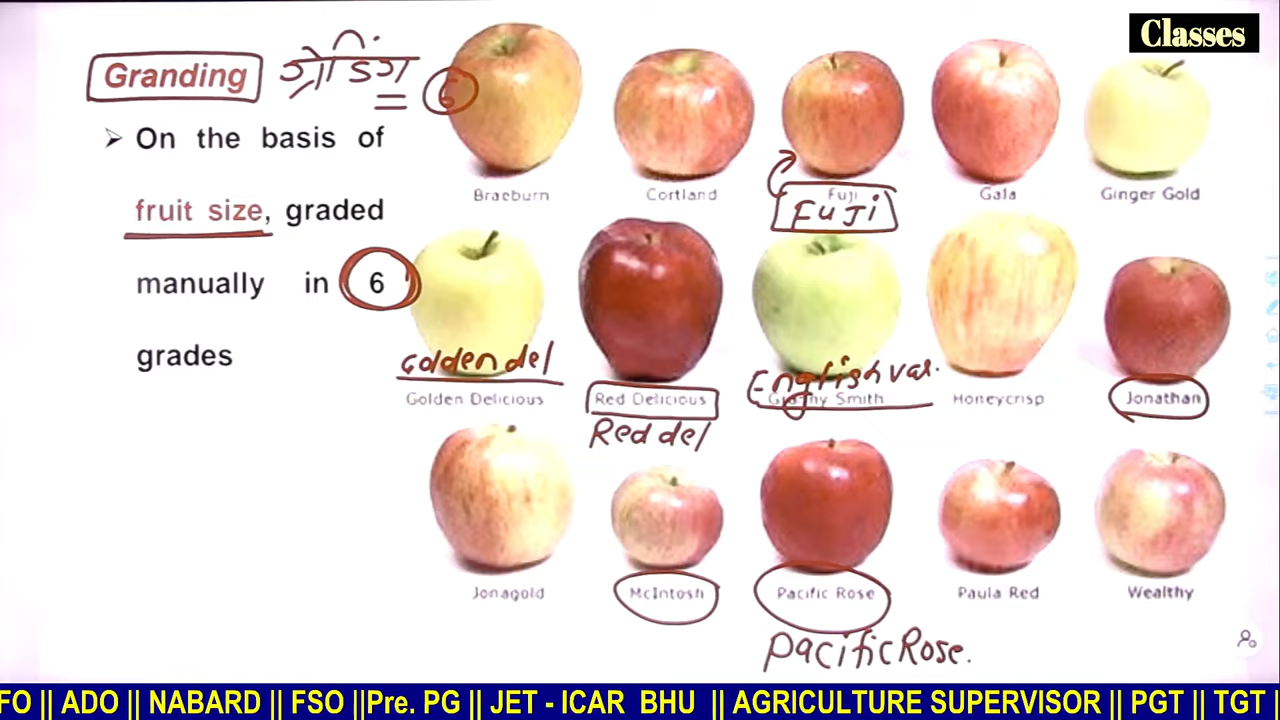 Classes
Granding ग्रेडिंग
6
➢ On the basis of
fruit size, graded
manually in 6
grades
Braeburn Cortland Fuji Gala Ginger Gold
FUJi
Golden del
English var.
Golden Delicious Red Delicious Granny Smith Honeycrisp Jonathan
Red del
Jonagold McIntosh Pacific Rose Paula Red Wealthy
Pacific Rose.
FO || ADO || NABARD || FSO ||Pre. PG || JET - ICAR BHU || AGRICULTURE SUPERVISOR || PGT || TGT